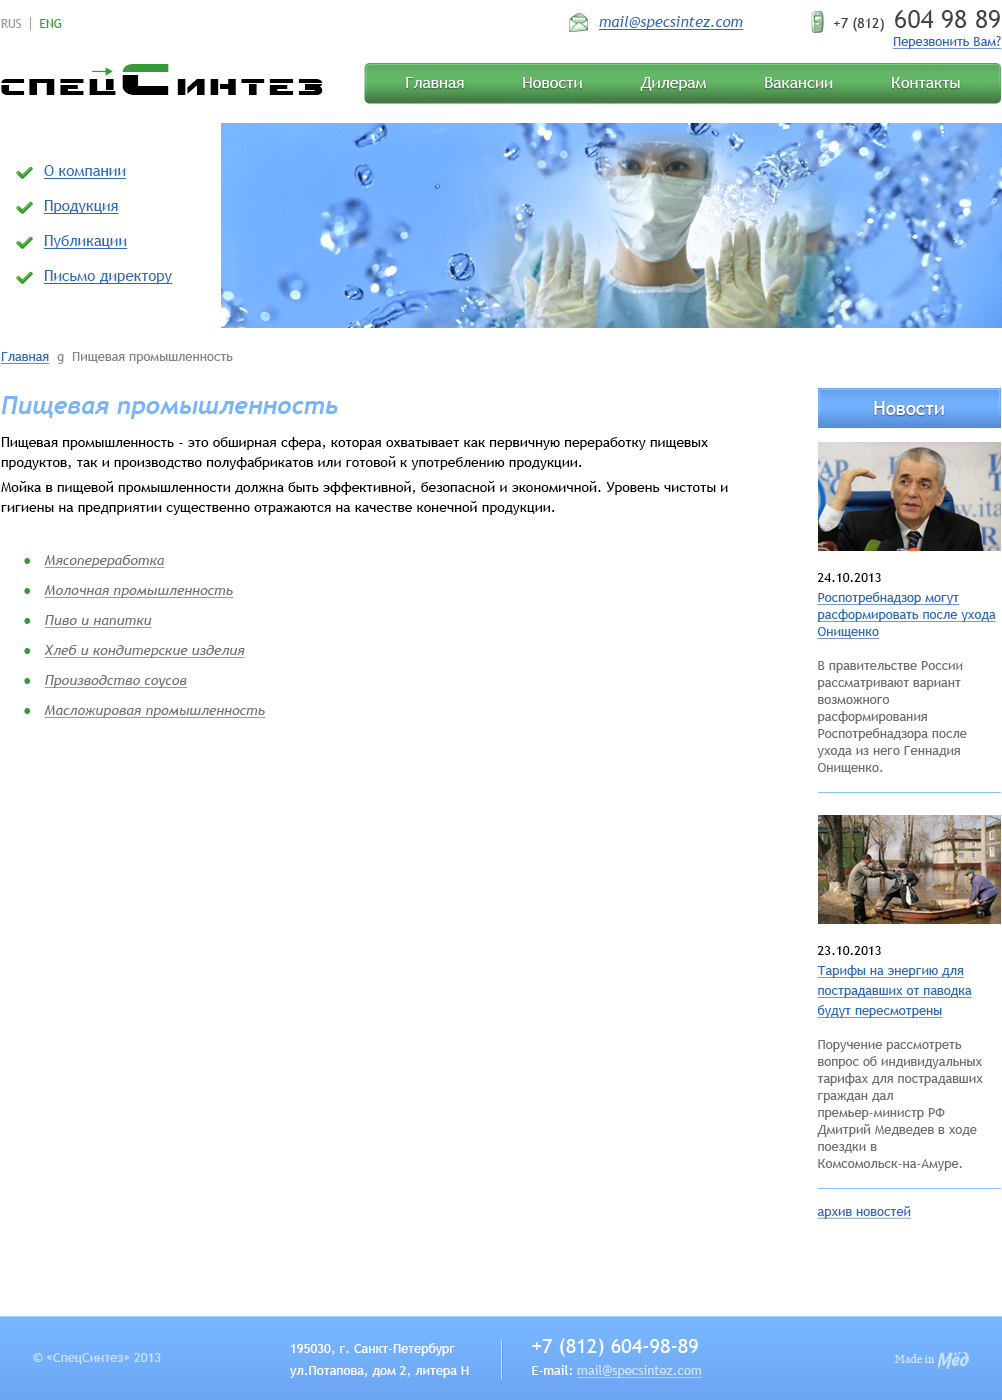 RUS | ENG
mail@specsintez.com
+7 (812) 604 98 89
Перезвонить Вам?
спецСинтез
Главная Новости Дилерам Вакансии Контакты
О компании
Продукция
Публикации
Письмо директору
Главная g Пищевая промышленность
Пищевая промышленность
Пищевая промышленность - это обширная сфера, которая охватывает как первичную переработку пищевых
продуктов, так и производство полуфабрикатов или готовой к употреблению продукции.
Мойка в пищевой промышленности должна быть эффективной, безопасной и экономичной. Уровень чистоты и
гигиены на предприятии существенно отражаются на качестве конечной продукции.
Мясопереработка
Молочная промышленность
Пиво и напитки
Хлеб и кондитерские изделия
Производство соусов
Масложировая промышленность
Новости
24.10.2013
Роспотребнадзор могут
расформировать после ухода
Онищенко
В правительстве России
рассматривают вариант
возможного
расформирования
Роспотребнадзора после
ухода из него Геннадия
Онищенко.
23.10.2013
Тарифы на энергию для
пострадавших от паводка
будут пересмотрены
Поручение рассмотреть
вопрос об индивидуальных
тарифах для пострадавших
граждан дал
премьер-министр РФ
Дмитрий Медведев в ходе
поездки в
Комсомольск-на-Амуре.
архив новостей
© «СпецСинтез» 2013
195030, г. Санкт-Петербург
ул.Потапова, дом 2, литера Н
+7 (812) 604-98-89
E-mail: mail@specsintez.com
Made in Мёд